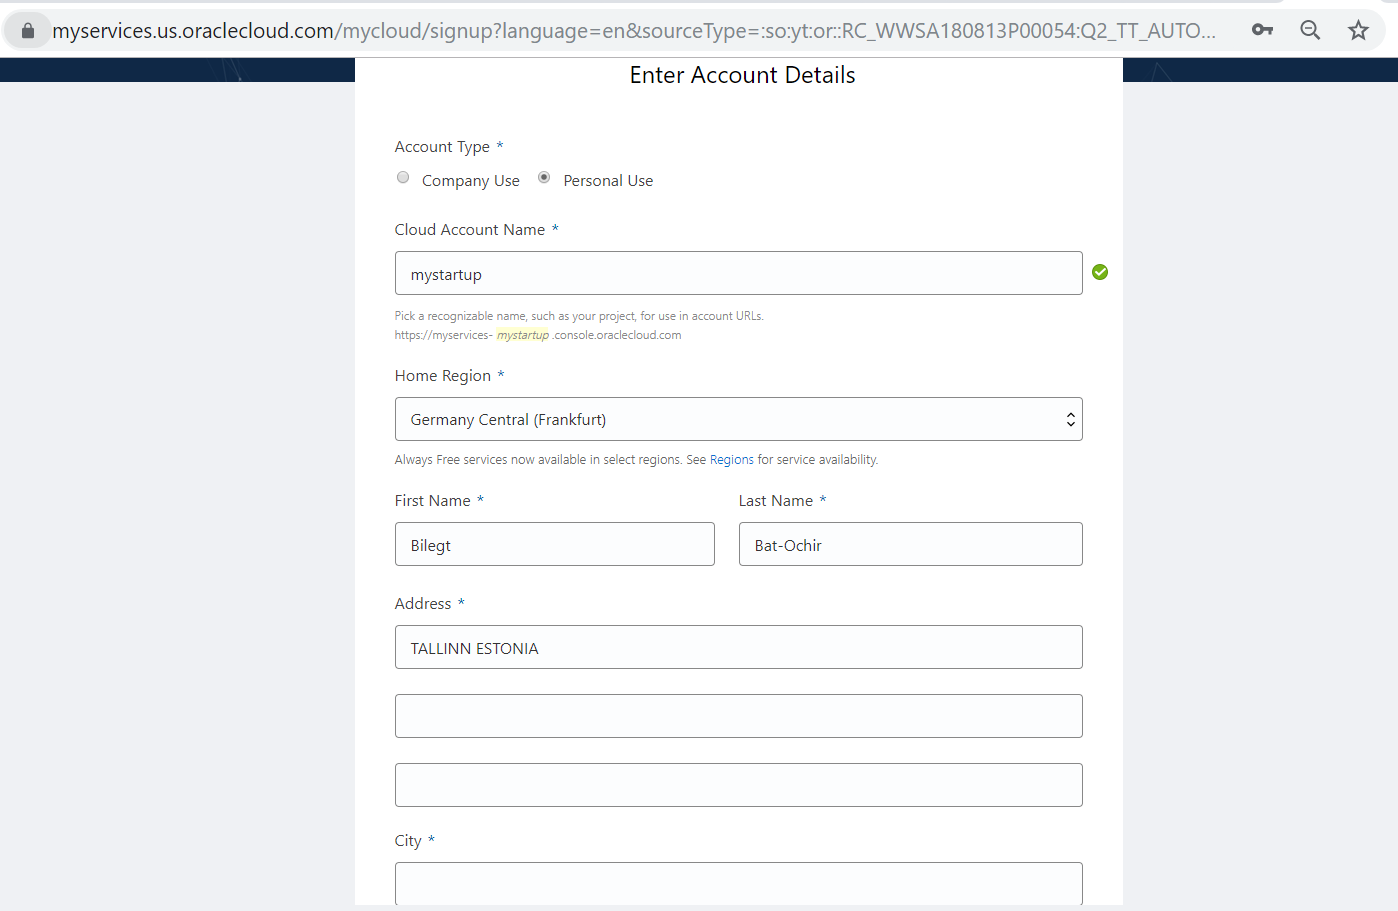 myservices.us.oraclecloud.com/mycloud/signup?language=en&sourceType=:so:yt:or::RC_WWSA180813P00054:Q2_TT_AUTO...
Enter Account Details
Account Type *
Company Use Personal Use
Cloud Account Name *
mystartup
Pick a recognizable name, such as your project, for use in account URLs.
https://myservices- mystartup .console.oraclecloud.com
Home Region *
Germany Central (Frankfurt)
Always Free services now available in select regions. See Regions for service availability.
First Name * Last Name *
Bilegt Bat-Ochir
Address *
TALLINN ESTONIA
City *